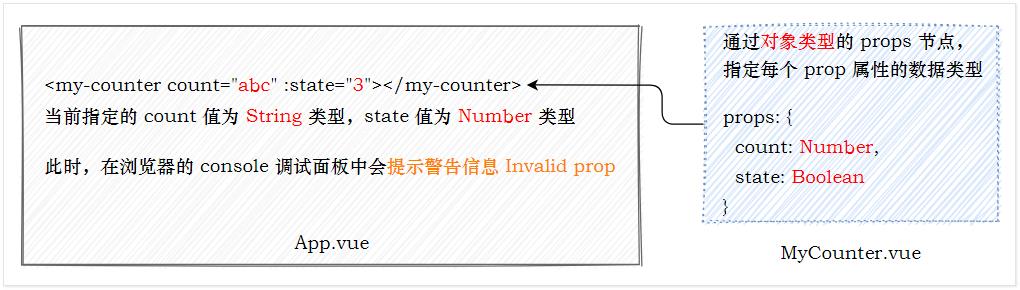 <my-counter count="abc" :state="3"></my-counter>
当前指定的 count 值为 String 类型，state 值为 Number 类型
此时，在浏览器的 console 调试面板中会提示警告信息 Invalid prop
App.vue
通过对象类型的 props 节点，
指定每个 prop 属性的数据类型
props: {
count: Number,
state: Boolean
}
MyCounter.vue